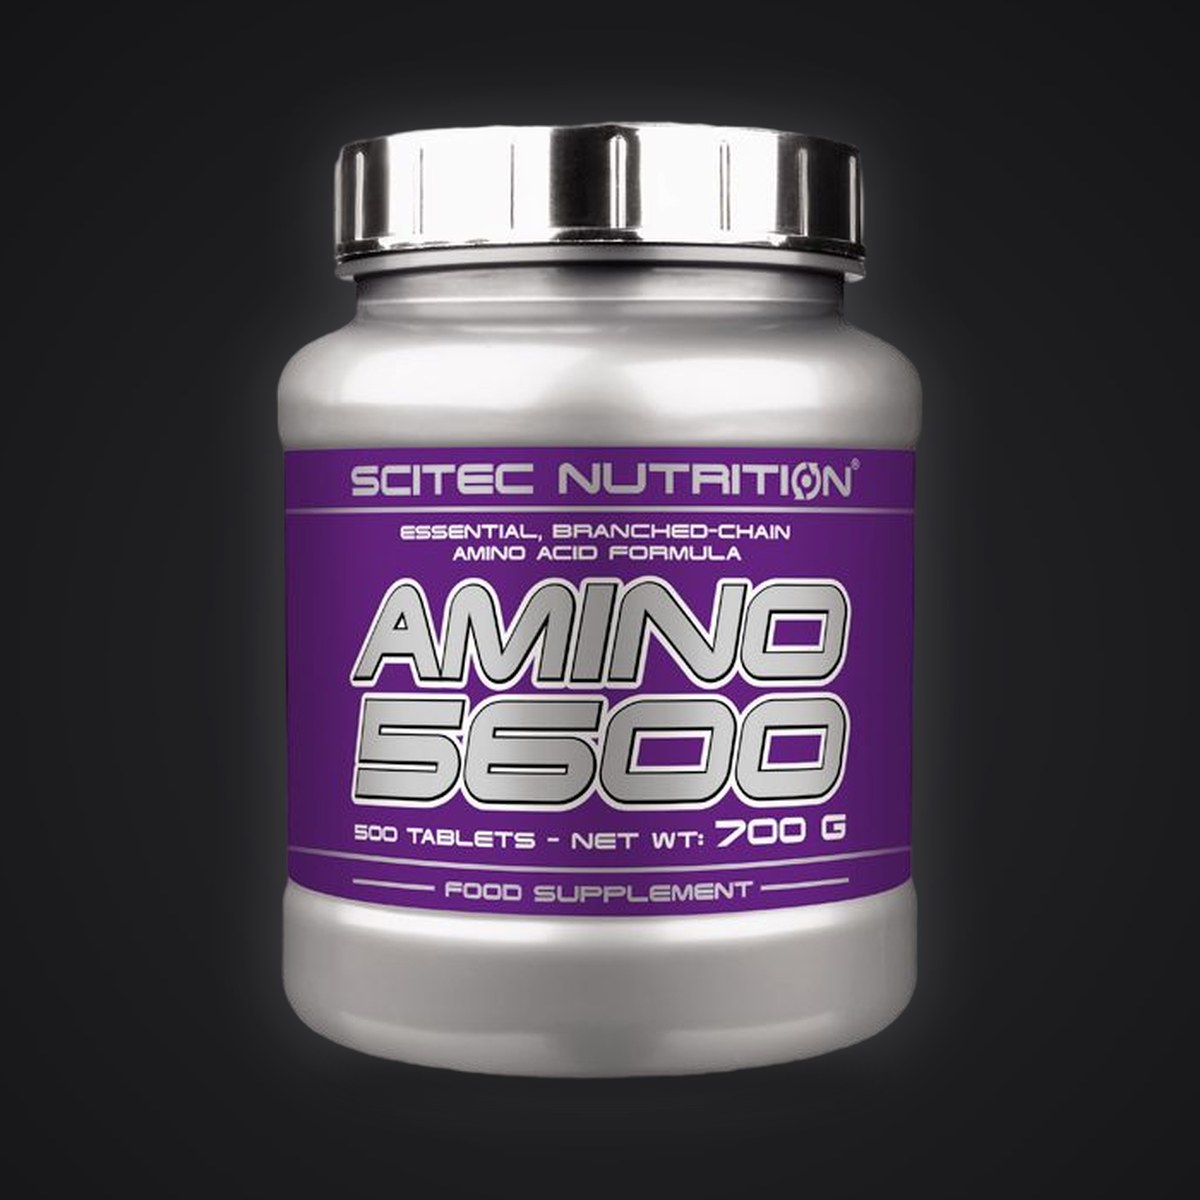 SCITEC NUTRITION®
ESSENTIAL, BRANCHED-CHAIN
AMINO ACID FORMULA
AMINO
5600
500 TABLETS - NET WT: 700 G
FOOD SUPPLEMENT